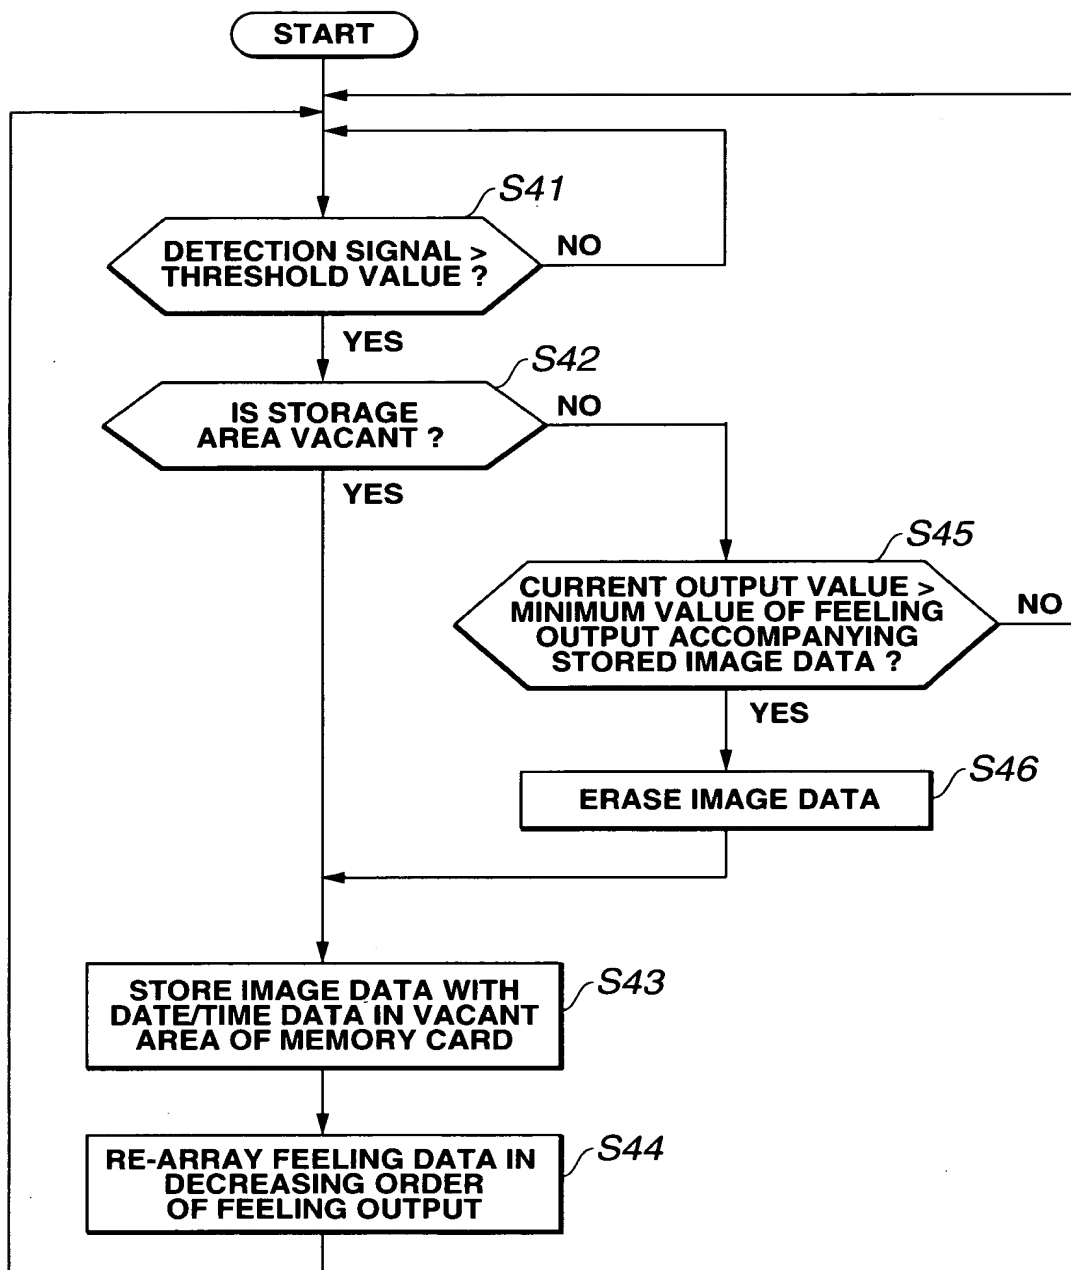 START
S41
DETECTION SIGNAL >
THRESHOLD VALUE ?
NO
YES
S42
IS STORAGE
AREA VACANT ?
NO
YES
S45
CURRENT OUTPUT VALUE >
MINIMUM VALUE OF FEELING
OUTPUT ACCOMPANYING
STORED IMAGE DATA ?
NO
YES
S46
ERASE IMAGE DATA
S43
STORE IMAGE DATA WITH
DATE/TIME DATA IN VACANT
AREA OF MEMORY CARD
S44
RE-ARRAY FEELING DATA IN
DECREASING ORDER
OF FEELING OUTPUT